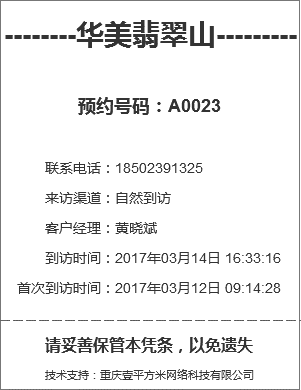 --------华美翡翠山--------
预约号码：A0023
联系电话：18502391325
来访渠道：自然到访
客户经理：黄晓斌
到访时间：2017年03月14日 16:33:16
首次到访时间：2017年03月12日 09:14:28
请妥善保管本凭条，以免遗失
技术支持：重庆壹平方米网络科技有限公司